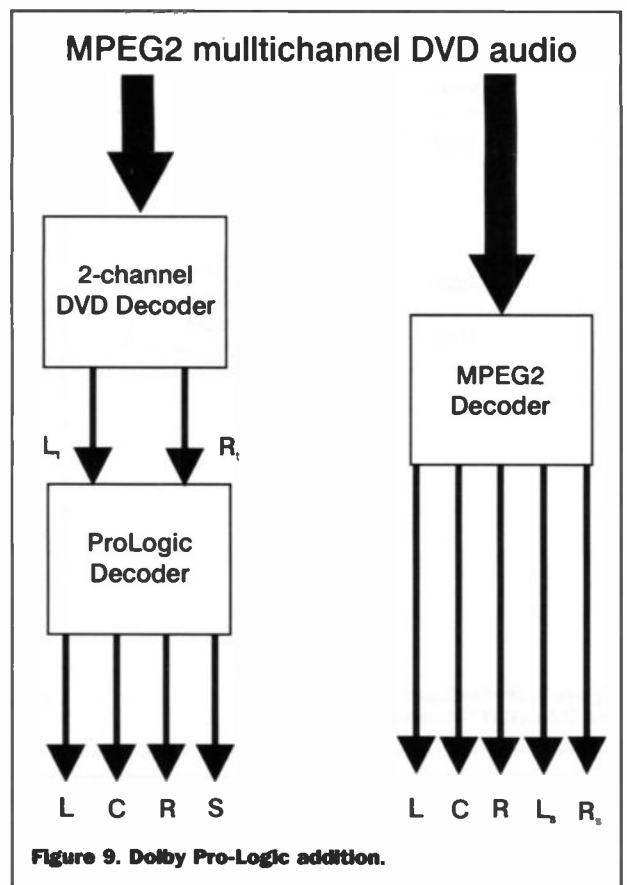 MPEG2 mulltichannel DVD audio
2-channel
DVD Decoder
MPEG2
Decoder
Lt Rt
ProLogic
Decoder
L C R S
L C R Ls Rs
Figure 9. Dolby Pro-Logic addition.